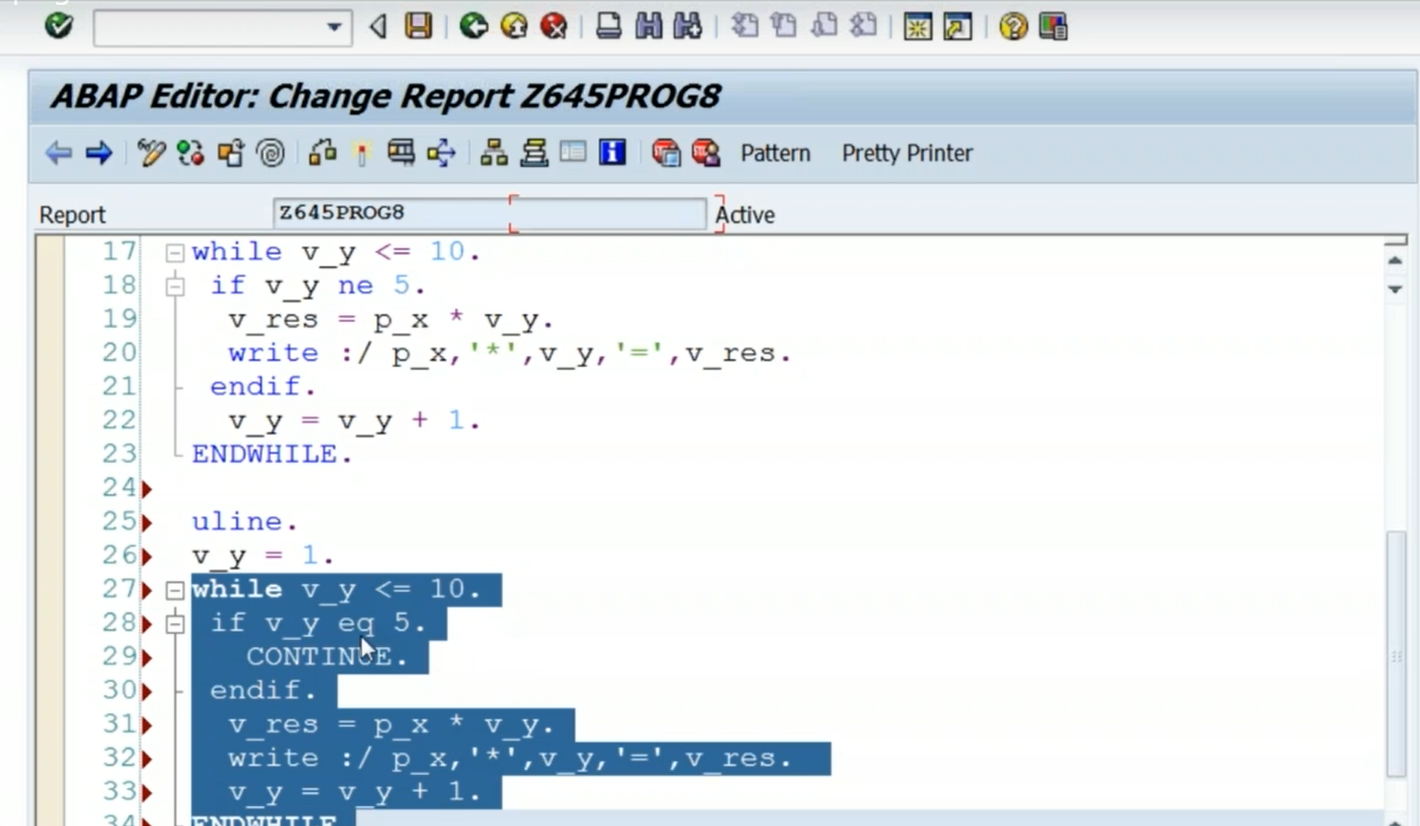 ABAP Editor: Change Report Z645PROG8
Pattern Pretty Printer
Report Z645PROG8 Active
17 while v_y <= 10.
18 if v_y ne 5.
19 v_res = p_x * v_y.
20 write :/ p_x,'*',v_y,'=',v_res.
21 endif.
22 v_y = v_y + 1.
23 ENDWHILE.
24
25 uline.
26 v_y = 1.
27 while v_y <= 10.
28 if v_y eq 5.
29 CONTINUE.
30 endif.
31 v_res = p_x * v_y.
32 write :/ p_x,'*',v_y,'=',v_res.
33 v_y = v_y + 1.
34 ENDWHILE